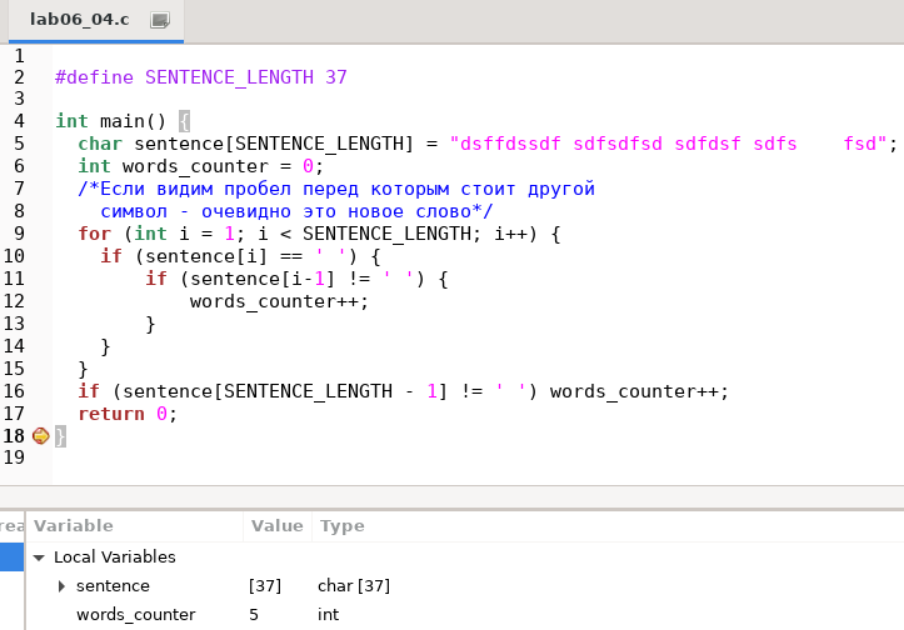 lab06_04.c
1
2 #define SENTENCE_LENGTH 37
3
4 int main() {
5 char sentence[SENTENCE_LENGTH] = "dsffdssdf sdfsdfsd sdfdsf sdfs    fsd";
6 int words_counter = 0;
7 /*Если видим пробел перед которым стоит другой
8 символ - очевидно это новое слово*/
9 for (int i = 1; i < SENTENCE_LENGTH; i++) {
10 if (sentence[i] == ' ') {
11 if (sentence[i-1] != ' ') {
12 words_counter++;
13 }
14 }
15 }
16 if (sentence[SENTENCE_LENGTH - 1] != ' ') words_counter++;
17 return 0;
18 }
19
Variable Value Type
Local Variables
sentence [37] char [37]
words_counter 5 int